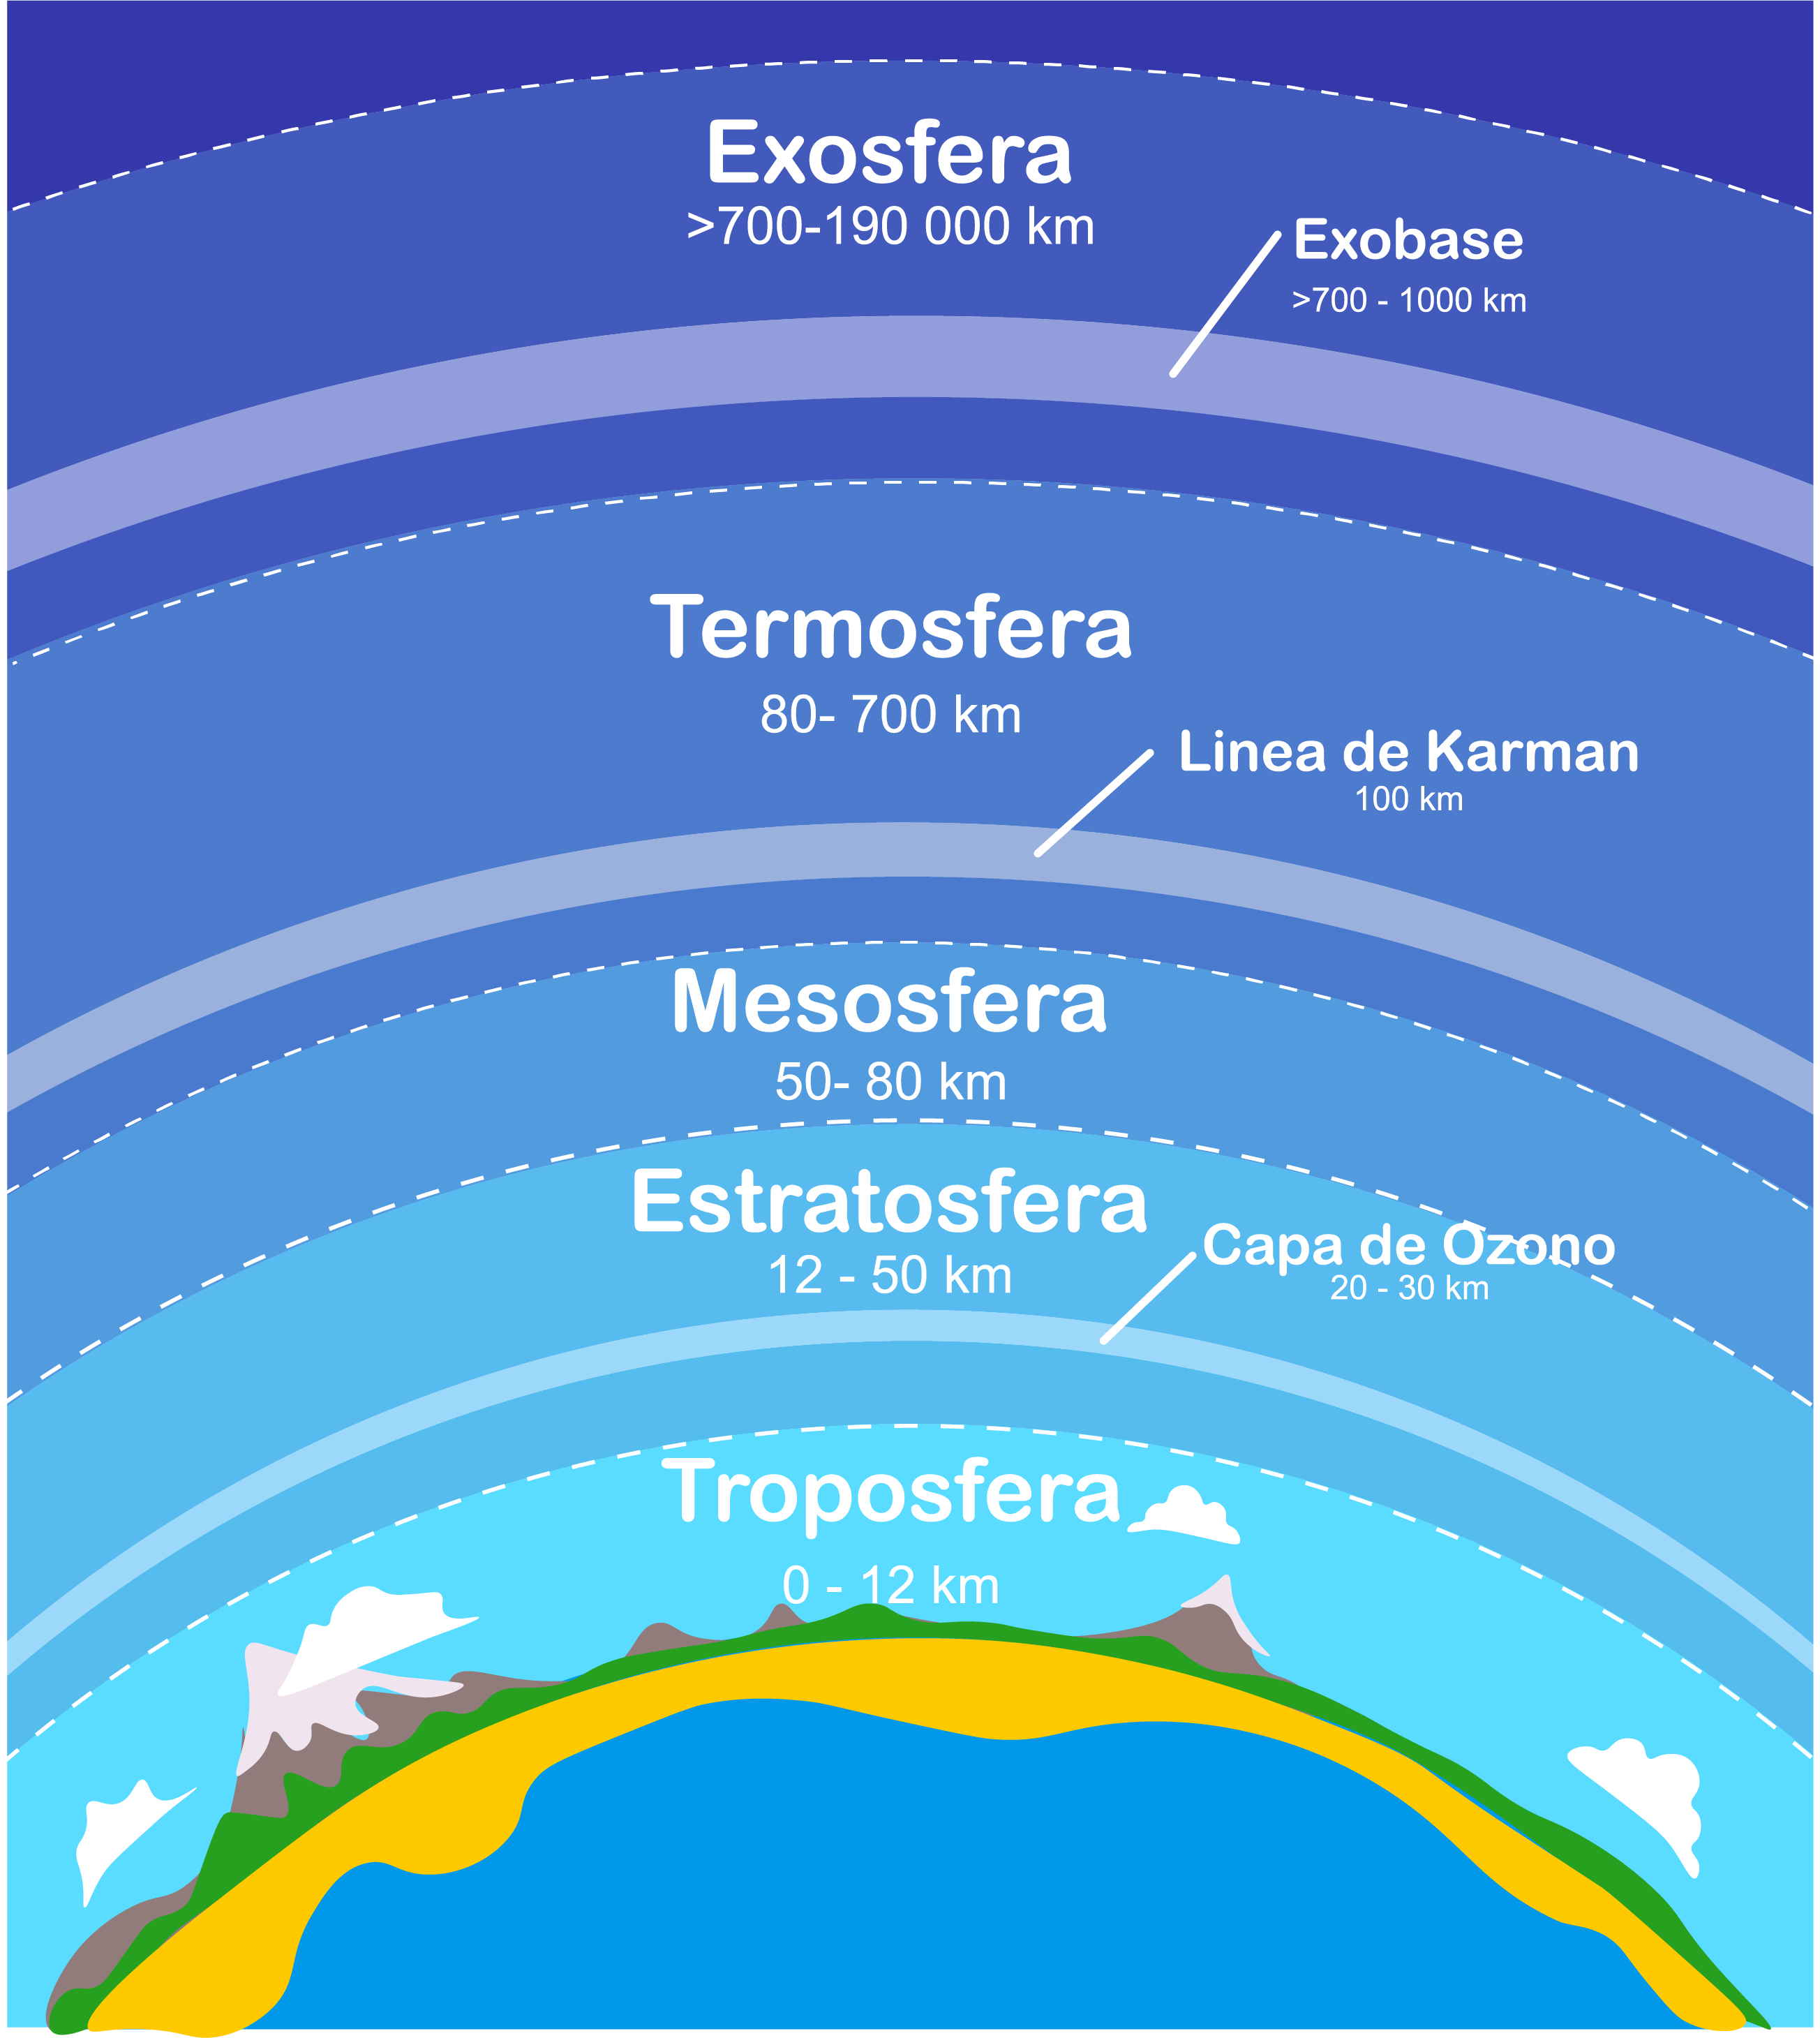 Exosfera
>700-190 000 km
Exobase
>700 - 1000 km
Termosfera
80- 700 km
Linea de Karman
100 km
Mesosfera
50- 80 km
Estratosfera
12 - 50 km
Capa de Ozono
20 - 30 km
Troposfera
0 - 12 km